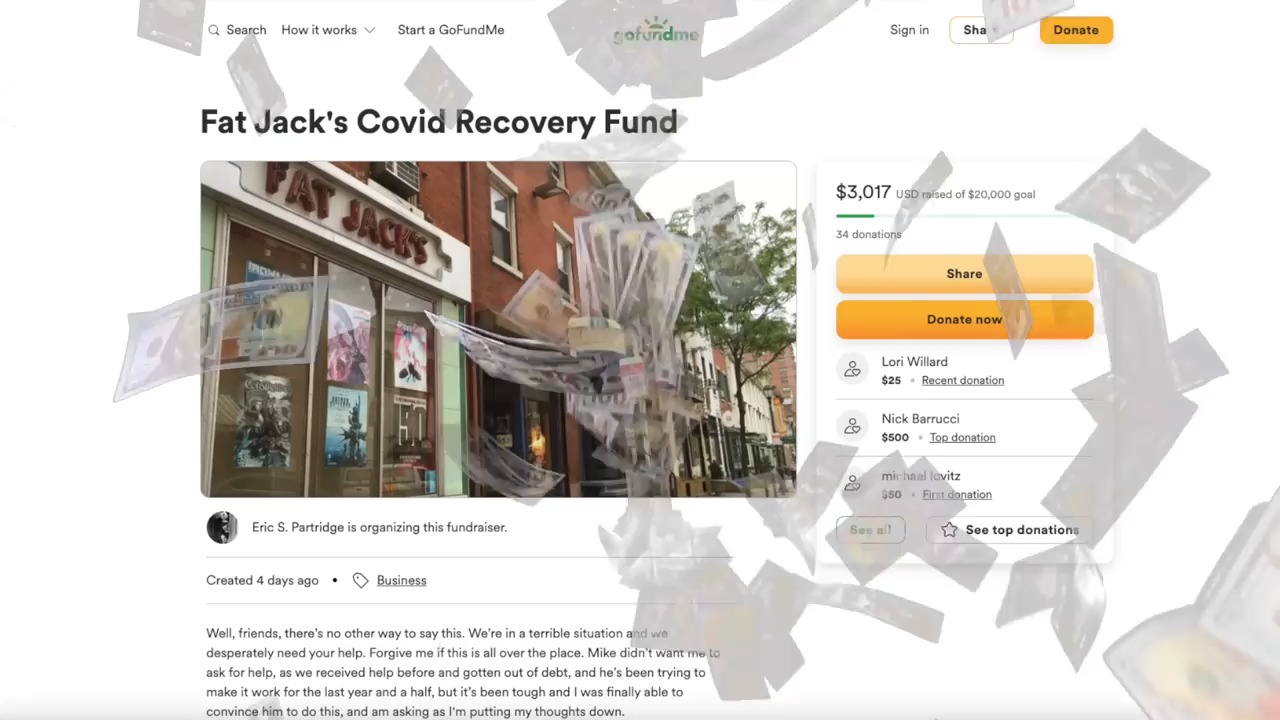 Search
How it works
Start a GoFundMe
gofundme
Sign in
Sha
Donate
Fat Jack's Covid Recovery Fund
FAT JACK'S
$3,017 USD raised of $20,000 goal
34 donations
Share
Donate now
Lori Willard
$25 • Recent donation
Nick Barrucci
$500 • Top donation
michael lovitz
$50 • First donation
See all
See top donations
Eric S. Partridge is organizing this fundraiser.
Created 4 days ago • Business
Well, friends, there's no other way to say this. We're in a terrible situation and we
desperately need your help. Forgive me if this is all over the place. Mike didn't want me to
ask for help, as we received help before and gotten out of debt, and he's been trying to
make it work for the last year and a half, but it's been tough and I was finally able to
convince him to do this, and am asking as I'm putting my thoughts down.